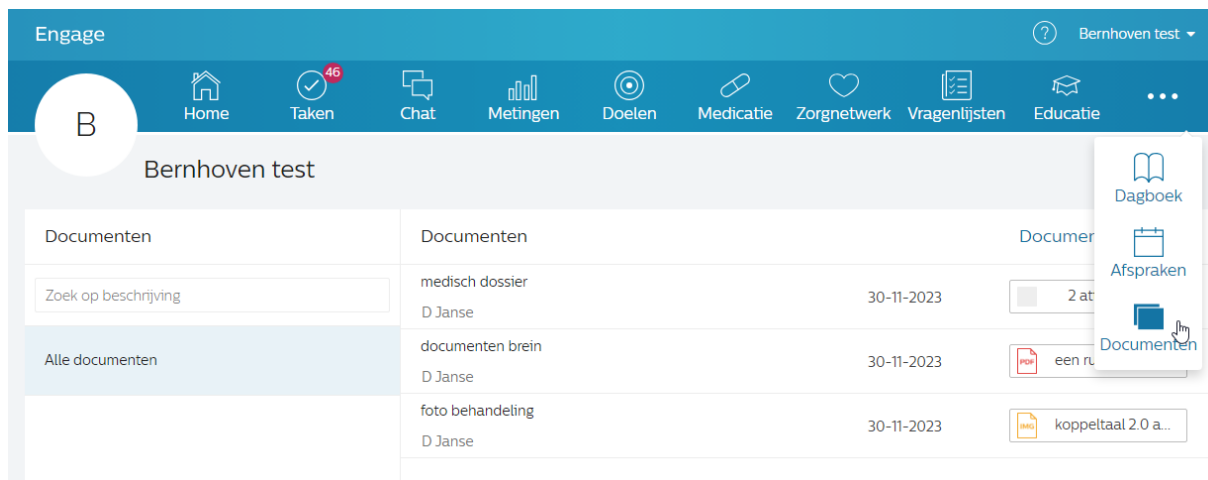 Engage
? Bernhoven test
46
Home Taken Chat Metingen Doelen Medicatie Zorgnetwerk Vragenlijsten Educatie
B
Bernhoven test
Dagboek
Afspraken
Documenten
Documenten Documenten
Zoek op beschrijving
Alle documenten
medisch dossier
D Janse
30-11-2023
2
documenten brein
D Janse
30-11-2023
PDF een
foto behandeling
D Janse
30-11-2023
IMG koppeltaal 2.0 a...